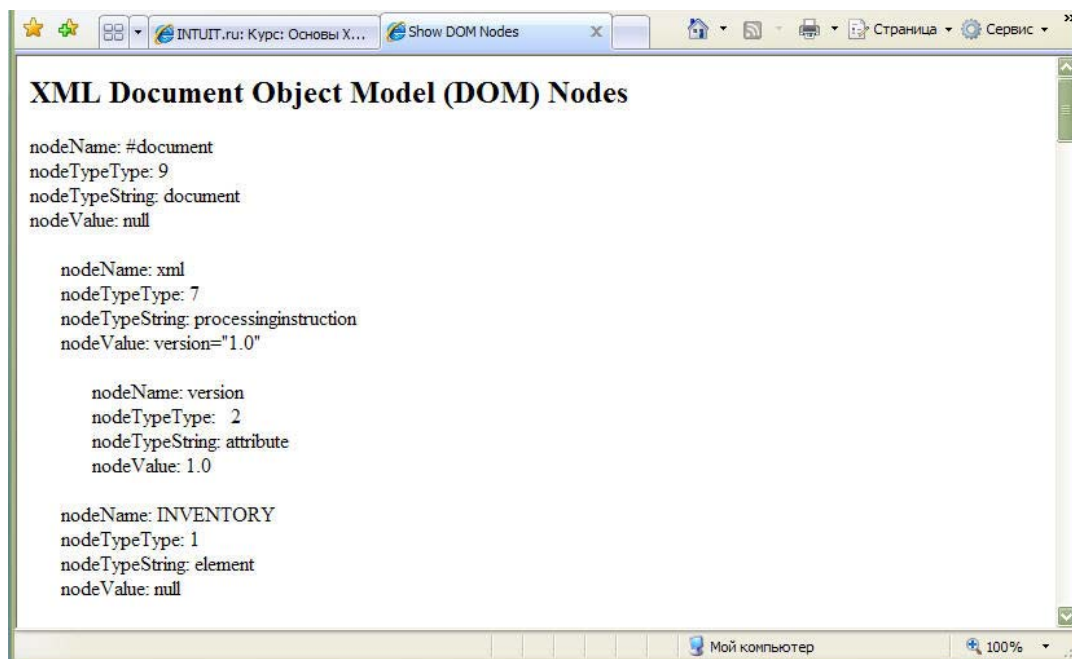 INTUIT.ru: Курс: Основы X...
Show DOM Nodes
Страница
Сервис
XML Document Object Model (DOM) Nodes
nodeName: #document
nodeTypeType: 9
nodeTypeString: document
nodeValue: null
nodeName: xml
nodeTypeType: 7
nodeTypeString: processinginstruction
nodeValue: version="1.0"
nodeName: version
nodeTypeType: 2
nodeTypeString: attribute
nodeValue: 1.0
nodeName: INVENTORY
nodeTypeType: 1
nodeTypeString: element
nodeValue: null
Мой компьютер
100%